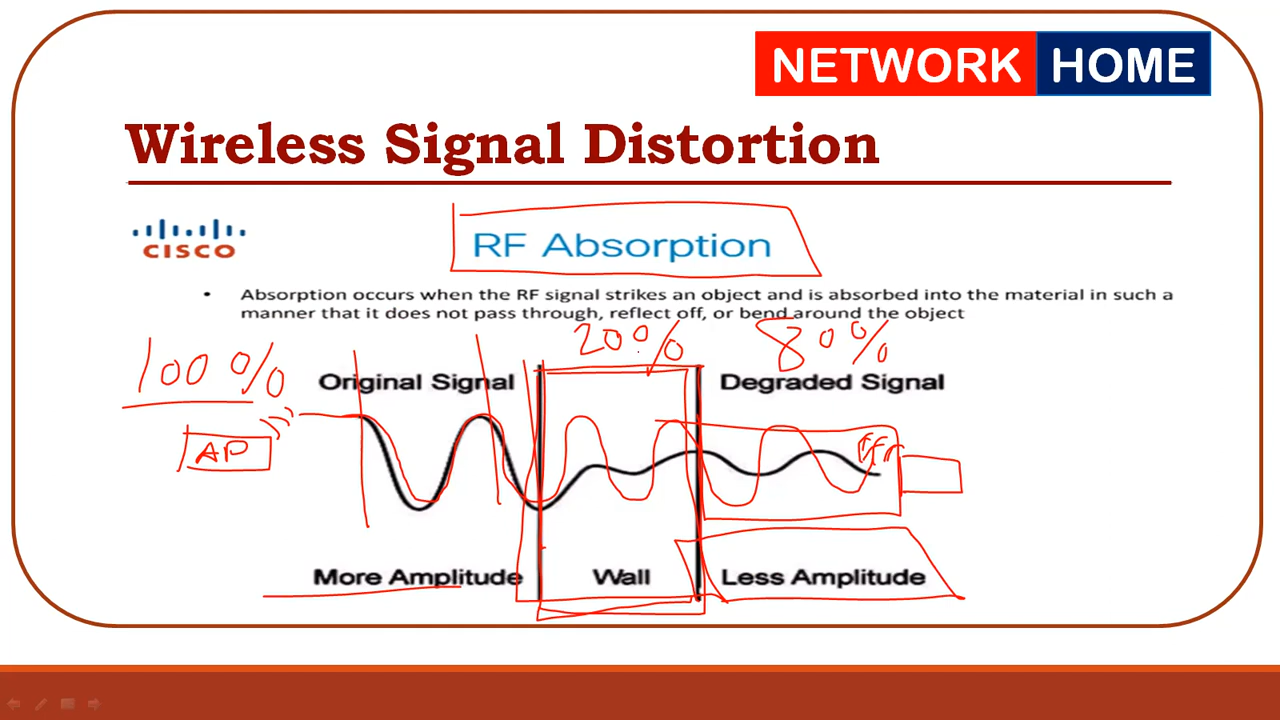 NETWORK HOME
Wireless Signal Distortion
CISCO
RF Absorption
• Absorption occurs when the RF signal strikes an object and is absorbed into the material in such a
manner that it does not pass through, reflect off, or bend around the object
100% 20% 80%
Original Signal Degraded Signal
AP
More Amplitude Wall Less Amplitude